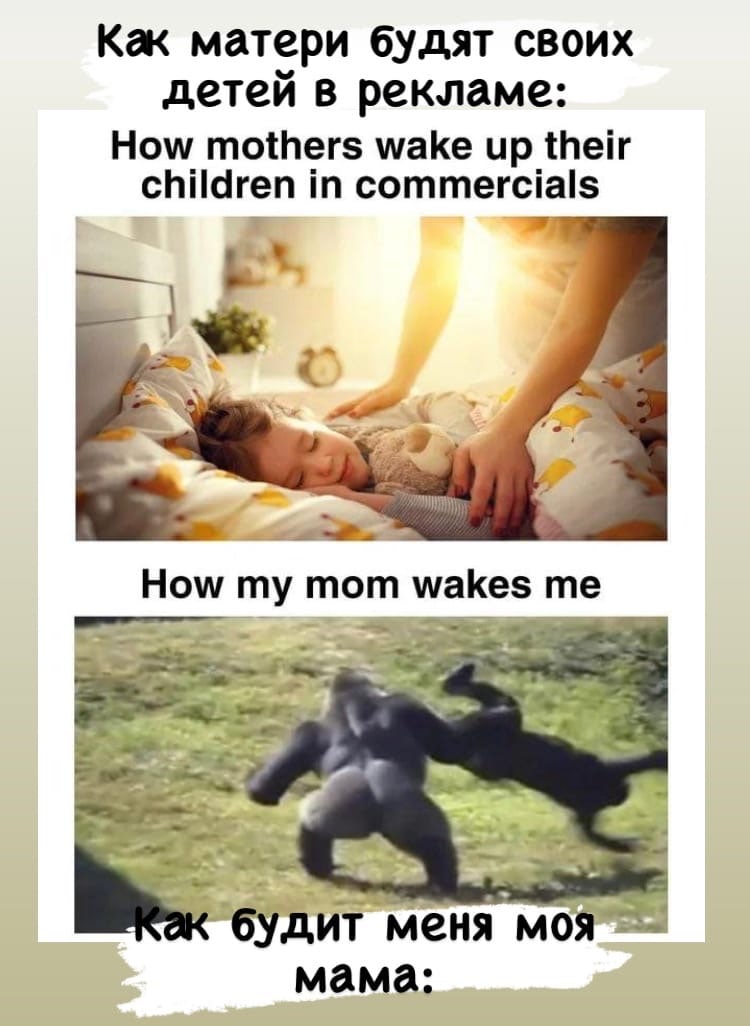 Как матери будят своих
детей в рекламе:
How mothers wake up their
children in commercials
How my mom wakes me
Как будит меня моя
мама: